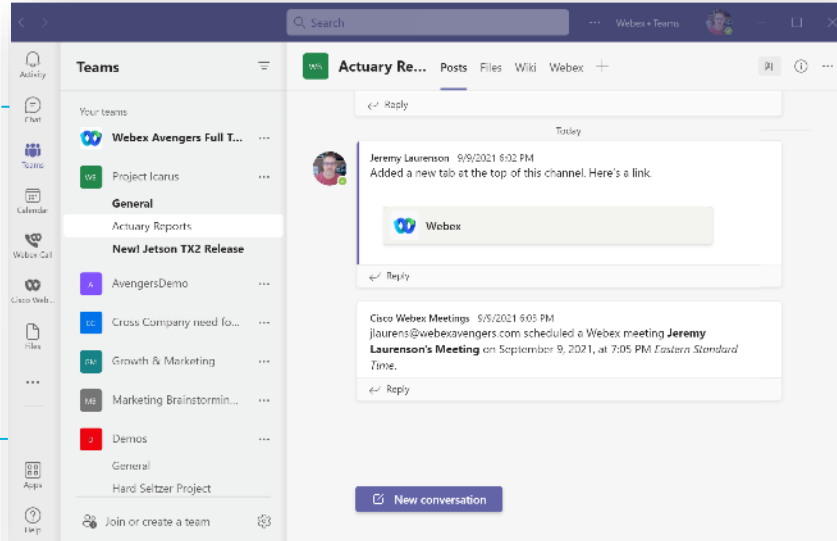 Search
Webex • Teams
Activity
Chat
Teams
Calendar
Webex Call
Cisco Web...
Files
Apps
Help
Teams
Your teams
Webex Avengers Full T...
Project Icarus
General
Actuary Reports
New! Jetson TX2 Release
A
AvengersDemo
CC
Cross Company need fo...
GM
Growth & Marketing
MB
Marketing Brainstormin...
D
Demos
General
Hard Seltzer Project
Join or create a team
Actuary Re...
Posts
Files
Wiki
Webex
Reply
Today
Jeremy Laurenson 9/9/2021 6:02 PM
Added a new tab at the top of this channel. Here's a link.
Webex
Reply
Cisco Webex Meetings 9/9/2021 6:03 PM
jlaurens@webexavengers.com scheduled a Webex meeting Jeremy
Laurenson's Meeting on September 9, 2021, at 7:05 PM Eastern Standard
Time.
Reply
New conversation